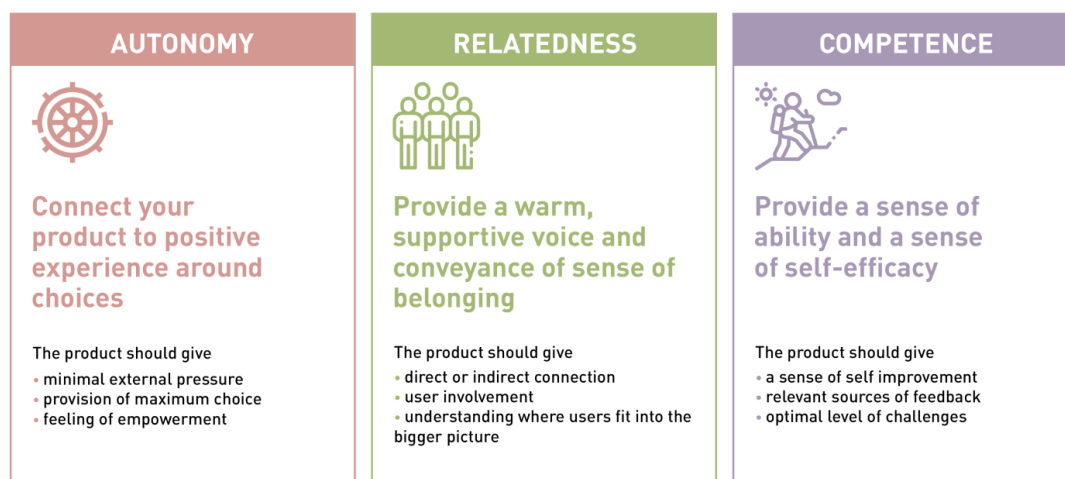 AUTONOMY
Connect your
product to positive
experience around
choices
The product should give
• minimal external pressure
• provision of maximum choice
• feeling of empowerment
RELATEDNESS
Provide a warm,
supportive voice and
conveyance of sense of
belonging
The product should give
• direct or indirect connection
• user involvement
• understanding where users fit into the
bigger picture
COMPETENCE
Provide a sense of
ability and a sense
of self-efficacy
The product should give
• a sense of self improvement
• relevant sources of feedback
• optimal level of challenges